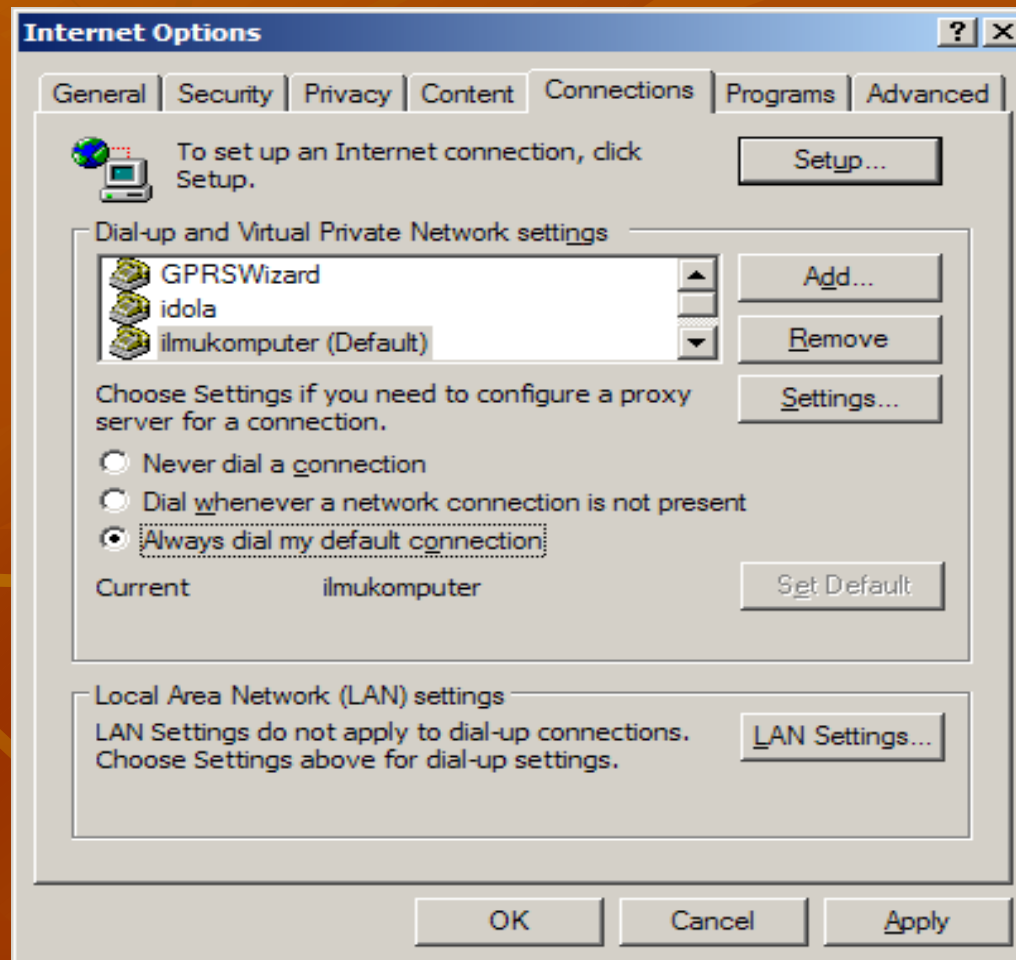 Internet Options
General Security Privacy Content Connections Programs Advanced
To set up an Internet connection, click
Setup.
Setup...
Dial-up and Virtual Private Network settings
GPRSWizard
idola
ilmukomputer (Default)
Add...
Remove
Choose Settings if you need to configure a proxy
server for a connection.
Settings...
Never dial a connection
Dial whenever a network connection is not present
Always dial my default connection
Current ilmukomputer
Set Default
Local Area Network (LAN) settings
LAN Settings do not apply to dial-up connections.
Choose Settings above for dial-up settings.
LAN Settings...
OK Cancel Apply